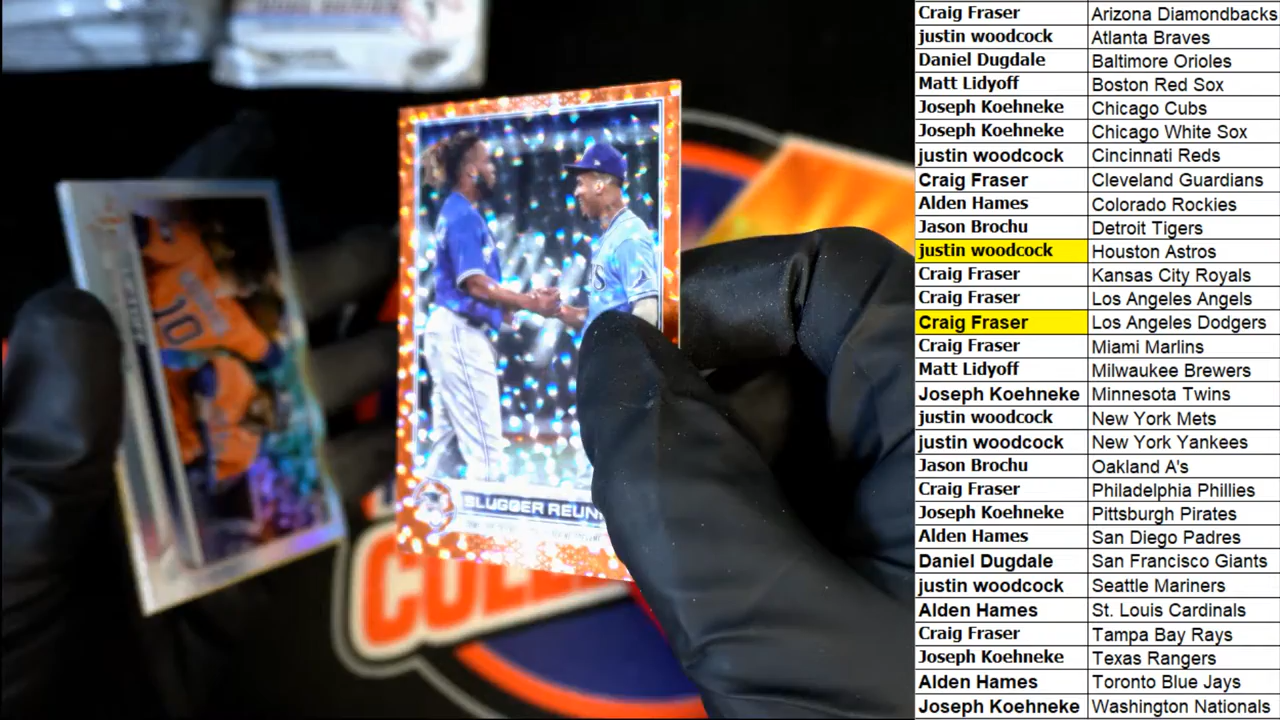 Craig Fraser Arizona Diamondbacks
justin woodcock Atlanta Braves
Daniel Dugdale Baltimore Orioles
Matt Lidyoff Boston Red Sox
Joseph Koehneke Chicago Cubs
Joseph Koehneke Chicago White Sox
justin woodcock Cincinnati Reds
Craig Fraser Cleveland Guardians
Alden Hames Colorado Rockies
Jason Brochu Detroit Tigers
justin woodcock Houston Astros
Craig Fraser Kansas City Royals
Craig Fraser Los Angeles Angels
Craig Fraser Los Angeles Dodgers
Craig Fraser Miami Marlins
Matt Lidyoff Milwaukee Brewers
Joseph Koehneke Minnesota Twins
justin woodcock New York Mets
justin woodcock New York Yankees
Jason Brochu Oakland A's
Craig Fraser Philadelphia Phillies
Joseph Koehneke Pittsburgh Pirates
Alden Hames San Diego Padres
Daniel Dugdale San Francisco Giants
justin woodcock Seattle Mariners
Alden Hames St. Louis Cardinals
Craig Fraser Tampa Bay Rays
Joseph Koehneke Texas Rangers
Alden Hames Toronto Blue Jays
Joseph Koehneke Washington Nationals
10
SLUGGER REUN